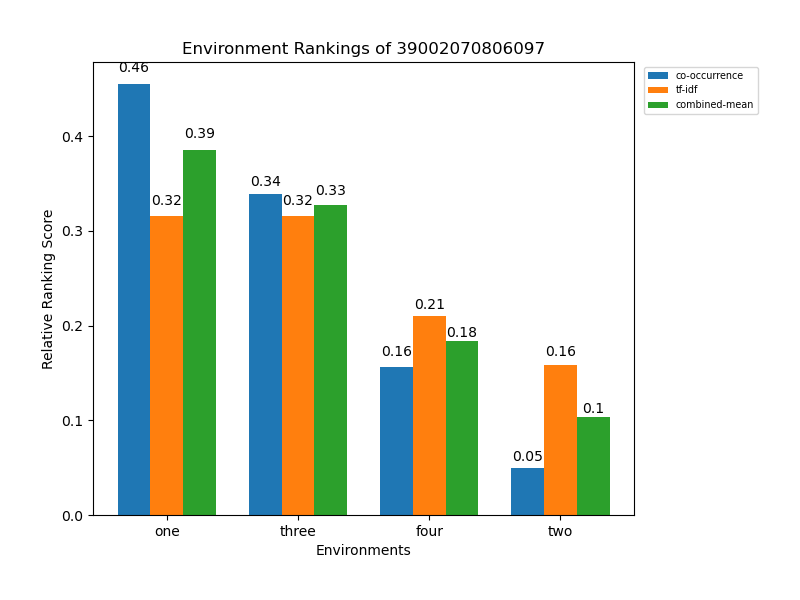 Environment Rankings of 39002070806097
co-occurrence
tf-idf
combined-mean
0.46
0.32
0.39
0.34
0.32
0.33
0.16
0.21
0.18
0.05
0.16
0.1
Relative Ranking Score
0.4
0.3
0.2
0.1
0.0
one three four two
Environments